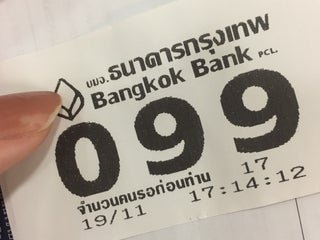 บมจ.ธนาคารกรุงเทพ
Bangkok Bank PCL.
099
จำนวนคนรอก่อนท่าน 17
19/11 17:14:12